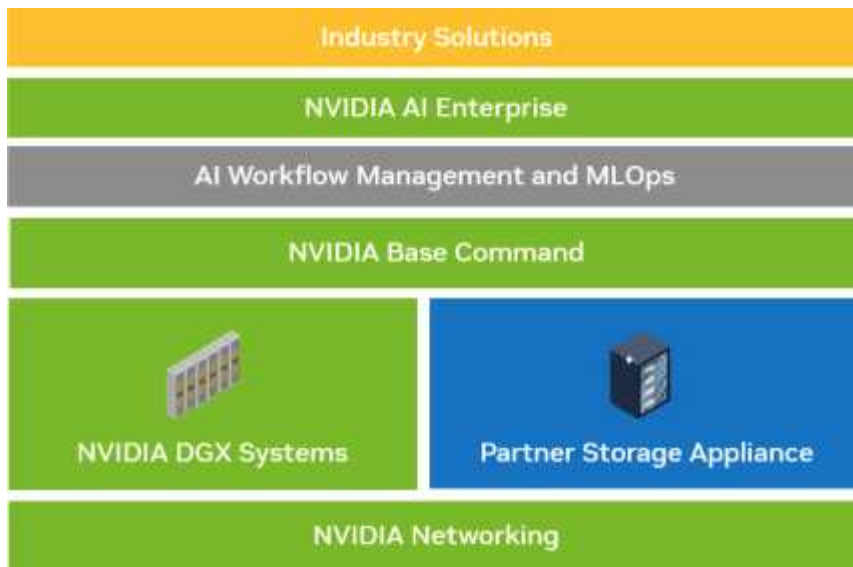 Industry Solutions
NVIDIA AI Enterprise
AI Workflow Management and MLOps
NVIDIA Base Command
NVIDIA DGX Systems
Partner Storage Appliance
NVIDIA Networking